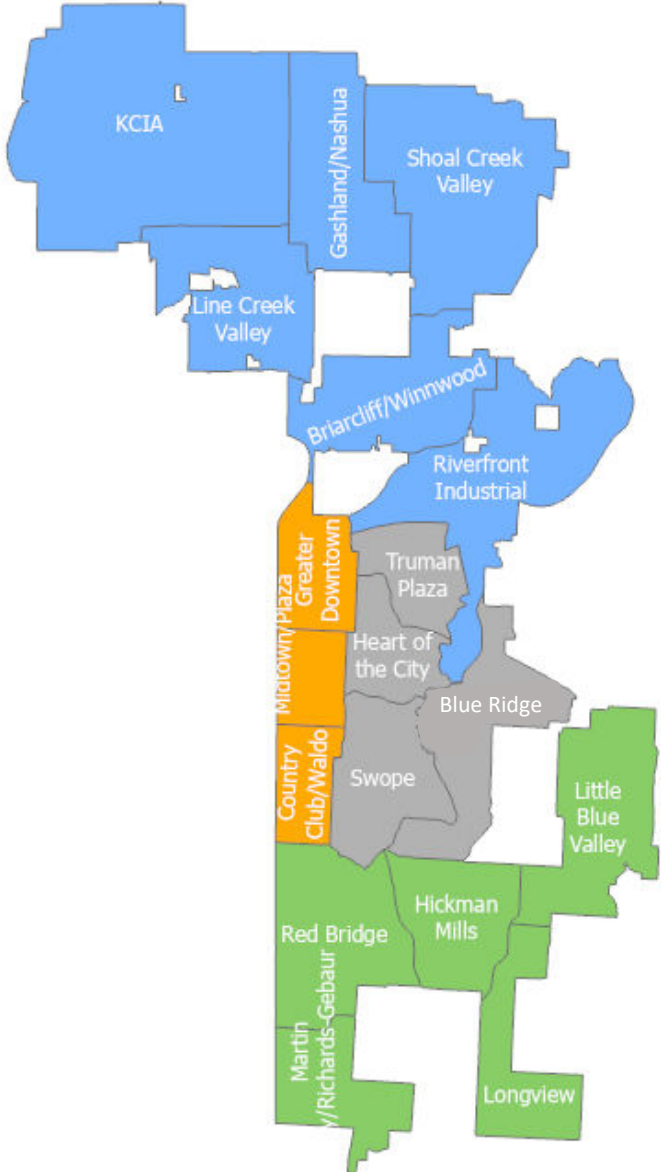 KCIA
Gashland/Nashua
Shoal Creek
Valley
Line Creek
Valley
Briarcliff/Winnwood
Riverfront
Industrial
Greater
Downtown
Truman
Plaza
Midtown/Plaza
Heart of
the City
Blue Ridge
Country
Club/Waldo
Swope
Little
Blue
Valley
Hickman
Mills
Red Bridge
Martin
y/Richards-Gebaur
Longview